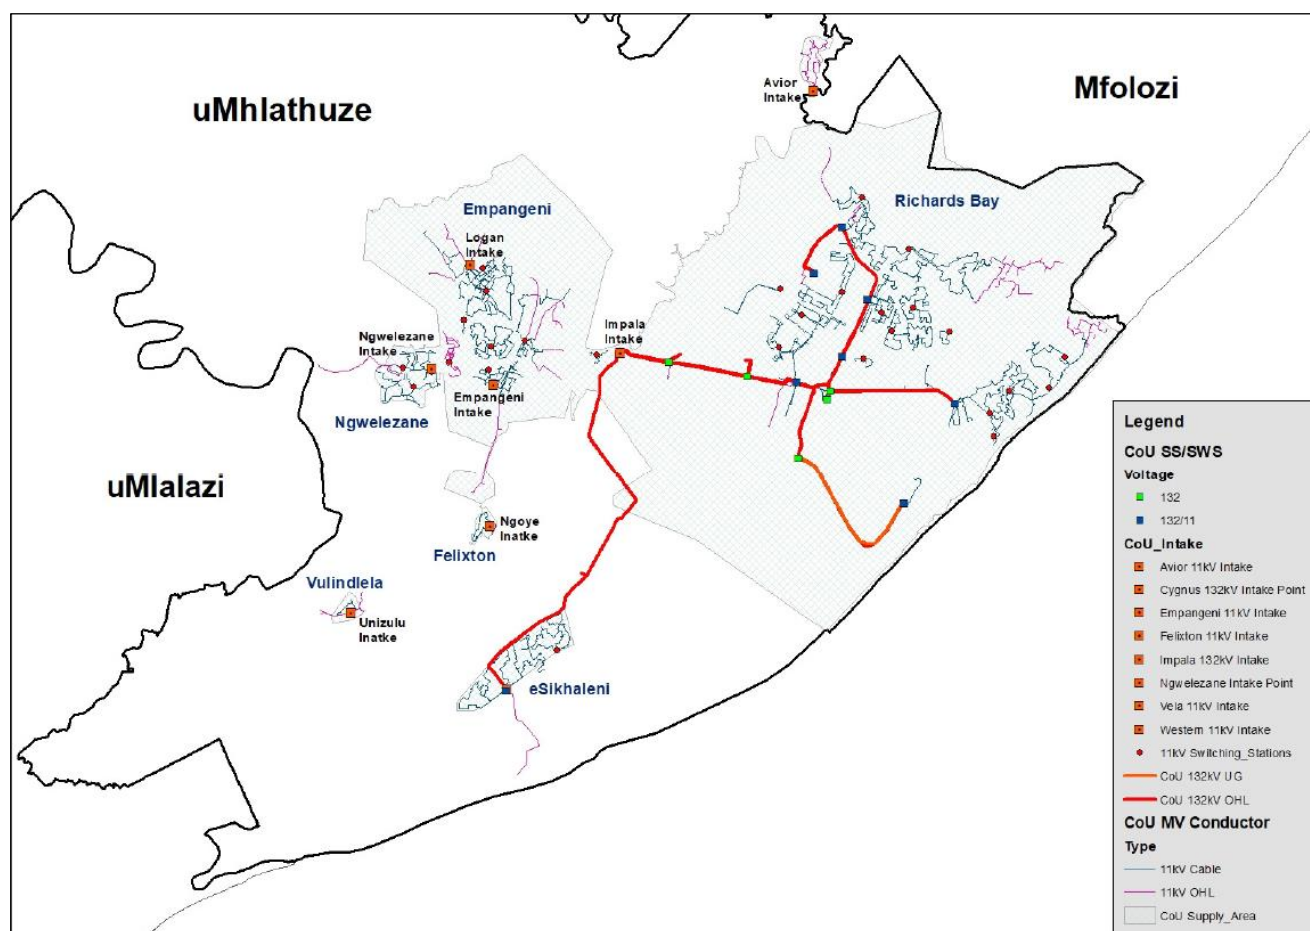 uMhlathuze
Mfolozi
Avior
Intake
Richards Bay
Empangeni
Logan
Intake
Impala
Intake
Ngwelezane
Intake
Empangeni
Intake
Ngwelezane
uMlalazi
Ngoye
Inatke
Felixton
Vulindlela
Unizulu
Inatke
eSikhaleni
Legend
CoU SS/SWS
Voltage
132
132/11
CoU_Intake
Avior 11kV Intake
Cygnus 132kV Intake Point
Empangeni 11kV Intake
Felixton 11kV Intake
Impala 132kV Intake
Ngwelezane Intake Point
Vela 11kV Intake
Western 11kV Intake
11kV Switching_Stations
CoU 132kV UG
CoU 132kV OHL
CoU MV Conductor
Type
11kV Cable
11kV OHL
CoU Supply_Area